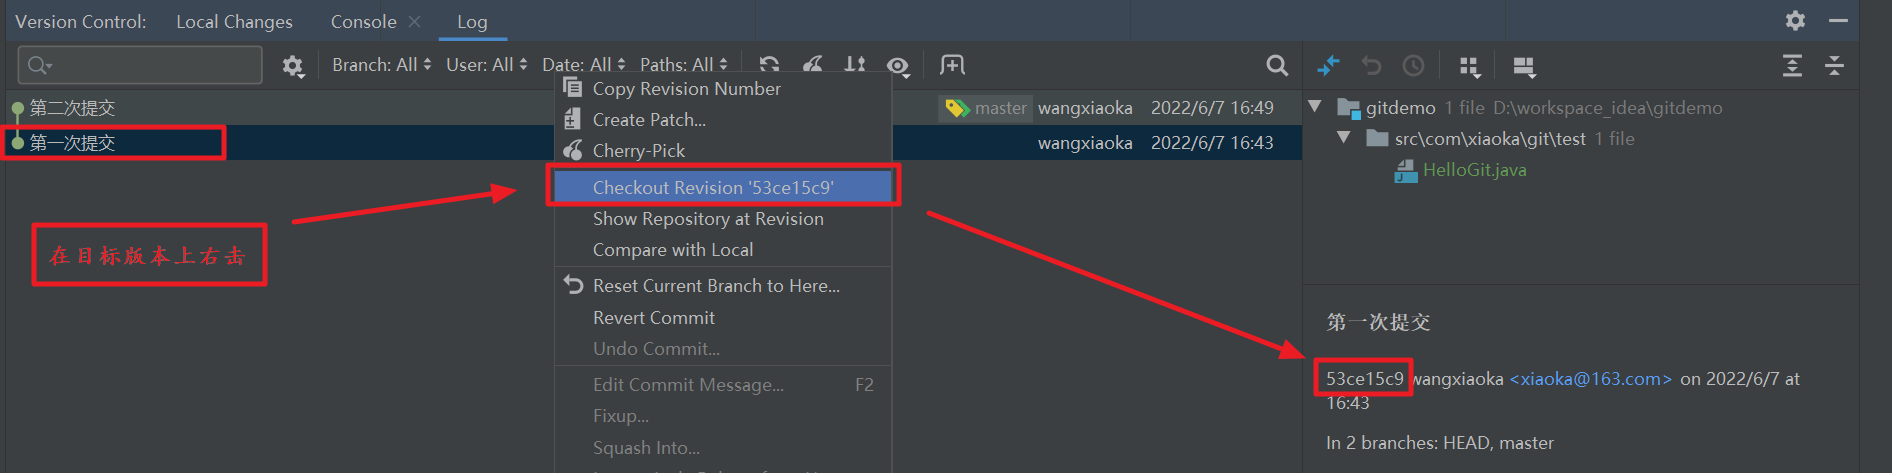 Version Control: Local Changes Console Log
Branch: All User: All Date: All Paths: All
第二次提交 master wangxiaoka 2022/6/7 16:49
第一次提交 wangxiaoka 2022/6/7 16:43
Copy Revision Number
Create Patch...
Cherry-Pick
Checkout Revision '53ce15c9'
Show Repository at Revision
Compare with Local
Reset Current Branch to Here...
Revert Commit
Undo Commit...
Edit Commit Message... F2
Fixup...
Squash Into...
在目标版本上右击
gitdemo 1 file D:\workspace_idea\gitdemo
src\com\xiaoka\git\test 1 file
HelloGit.java
第一次提交
53ce15c9 wangxiaoka <xiaoka@163.com> on 2022/6/7 at
16:43
In 2 branches: HEAD, master